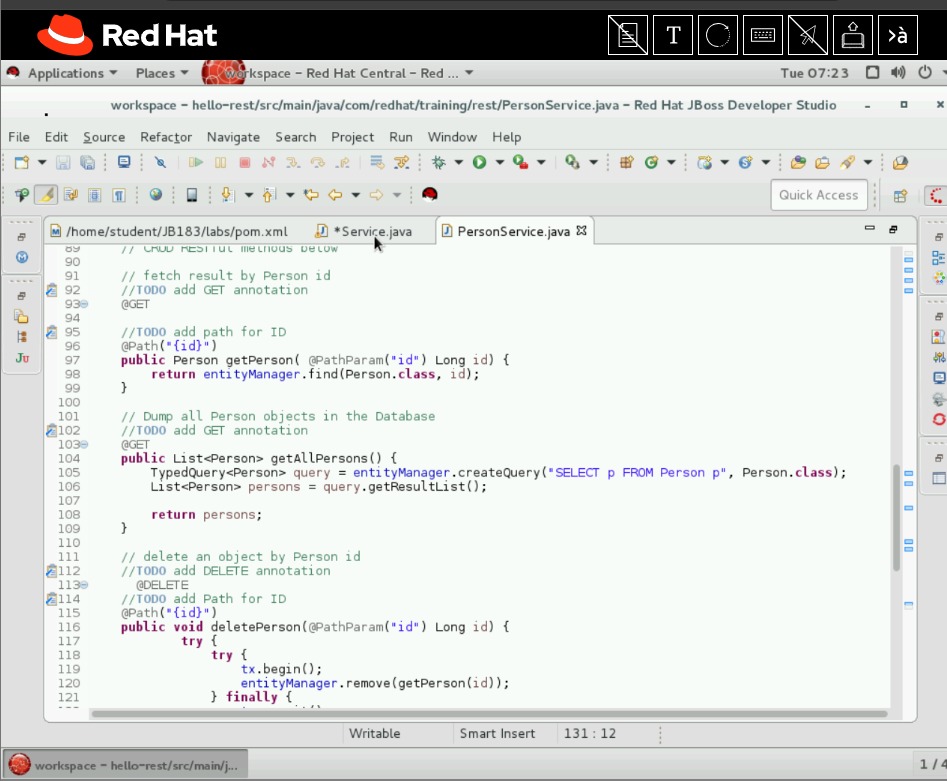 Red Hat
T
>à
Applications Places workspace – Red Hat Central – Red ... Tue 07:23
workspace – hello-rest/src/main/java/com/redhat/training/rest/PersonService.java – Red Hat JBoss Developer Studio
File Edit Source Refactor Navigate Search Project Run Window Help
Quick Access
/home/student/JB183/labs/pom.xml *Service.java PersonService.java
89 // CRUD RESTful methods below
90
91 // fetch result by Person id
92 //TODO add GET annotation
93 @GET
94
95 //TODO add path for ID
96 @Path("{id}")
97 public Person getPerson( @PathParam("id") Long id) {
98 return entityManager.find(Person.class, id);
99 }
100
101 // Dump all Person objects in the Database
102 //TODO add GET annotation
103 @GET
104 public List<Person> getAllPersons() {
105 TypedQuery<Person> query = entityManager.createQuery("SELECT p FROM Person p", Person.class);
106 List<Person> persons = query.getResultList();
107
108 return persons;
109 }
110
111 // delete an object by Person id
112 //TODO add DELETE annotation
113 @DELETE
114 //TODO add Path for ID
115 @Path("{id}")
116 public void deletePerson(@PathParam("id") Long id) {
117 try {
118 try {
119 tx.begin();
120 entityManager.remove(getPerson(id));
121 } finally {
Ju
Writable Smart Insert 131 : 12
workspace – hello-rest/src/main/j... 1 / 4